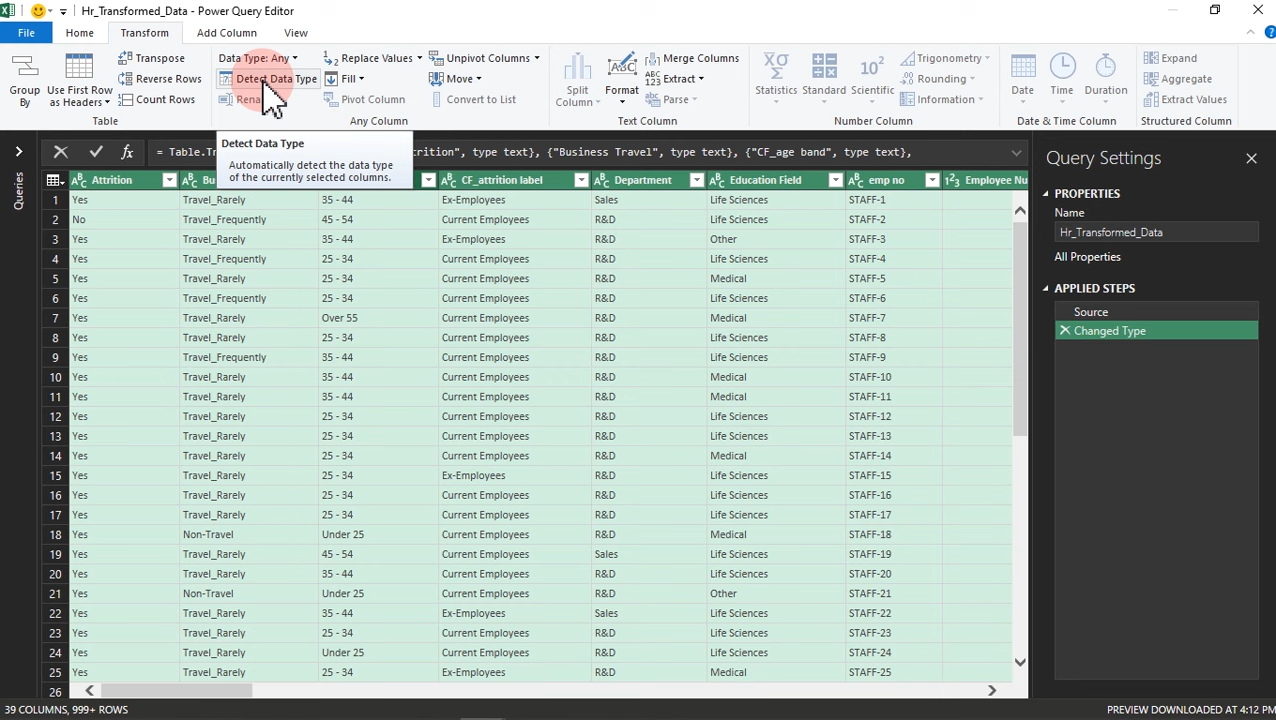 Hr_Transformed_Data - Power Query Editor
File Home Transform Add Column View
Group By
Use First Row as Headers
Transpose
Reverse Rows
Count Rows
Table
Data Type: Any
Detect Data Type
Replace Values
Fill
Pivot Column
Unpivot Columns
Move
Convert to List
Any Column
Split Column
Format
Merge Columns
Extract
Parse
Text Column
Statistics
Standard
Scientific
Trigonometry
Rounding
Information
Number Column
Date
Time
Duration
Date & Time Column
Expand
Aggregate
Extract Values
Structured Column
Detect Data Type
Automatically detect the data type
of the currently selected columns.
type text}, {"Business Travel", type text}, {"CF_age band", type text},
Queries
Attrition CF_attrition label Department Education Field emp no
1 Yes Travel_Rarely 35 - 44 Ex-Employees Sales Life Sciences STAFF-1
2 No Travel_Frequently 45 - 54 Current Employees R&D Life Sciences STAFF-2
3 Yes Travel_Rarely 35 - 44 Ex-Employees R&D Other STAFF-3
4 Yes Travel_Frequently 25 - 34 Current Employees R&D Life Sciences STAFF-4
5 Yes Travel_Rarely 25 - 34 Current Employees R&D Medical STAFF-5
6 Yes Travel_Frequently 25 - 34 Current Employees R&D Life Sciences STAFF-6
7 Yes Travel_Rarely Over 55 Current Employees R&D Medical STAFF-7
8 Yes Travel_Rarely 25 - 34 Current Employees R&D Life Sciences STAFF-8
9 Yes Travel_Frequently 35 - 44 Current Employees R&D Life Sciences STAFF-9
10 Yes Travel_Rarely 35 - 44 Current Employees R&D Medical STAFF-10
11 Yes Travel_Rarely 35 - 44 Current Employees R&D Medical STAFF-11
12 Yes Travel_Rarely 25 - 34 Current Employees R&D Life Sciences STAFF-12
13 Yes Travel_Rarely 25 - 34 Current Employees R&D Life Sciences STAFF-13
14 Yes Travel_Rarely 25 - 34 Current Employees R&D Medical STAFF-14
15 Yes Travel_Rarely 25 - 34 Ex-Employees R&D Life Sciences STAFF-15
16 Yes Travel_Rarely 25 - 34 Current Employees R&D Life Sciences STAFF-16
17 Yes Travel_Rarely 25 - 34 Current Employees R&D Life Sciences STAFF-17
18 Yes Non-Travel Under 25 Current Employees R&D Medical STAFF-18
19 Yes Travel_Rarely 45 - 54 Current Employees Sales Life Sciences STAFF-19
20 Yes Travel_Rarely 35 - 44 Current Employees R&D Life Sciences STAFF-20
21 Yes Non-Travel Under 25 Current Employees R&D Other STAFF-21
22 Yes Travel_Rarely 35 - 44 Ex-Employees Sales Life Sciences STAFF-22
23 Yes Travel_Rarely 25 - 34 Current Employees R&D Life Sciences STAFF-23
24 Yes Travel_Rarely Under 25 Current Employees R&D Life Sciences STAFF-24
25 Yes Travel_Rarely 25 - 34 Ex-Employees R&D Medical STAFF-25
26
Query Settings
PROPERTIES
Name
Hr_Transformed_Data
All Properties
APPLIED STEPS
Source
Changed Type
39 COLUMNS, 999+ ROWS
PREVIEW DOWNLOADED AT 4:12 PM